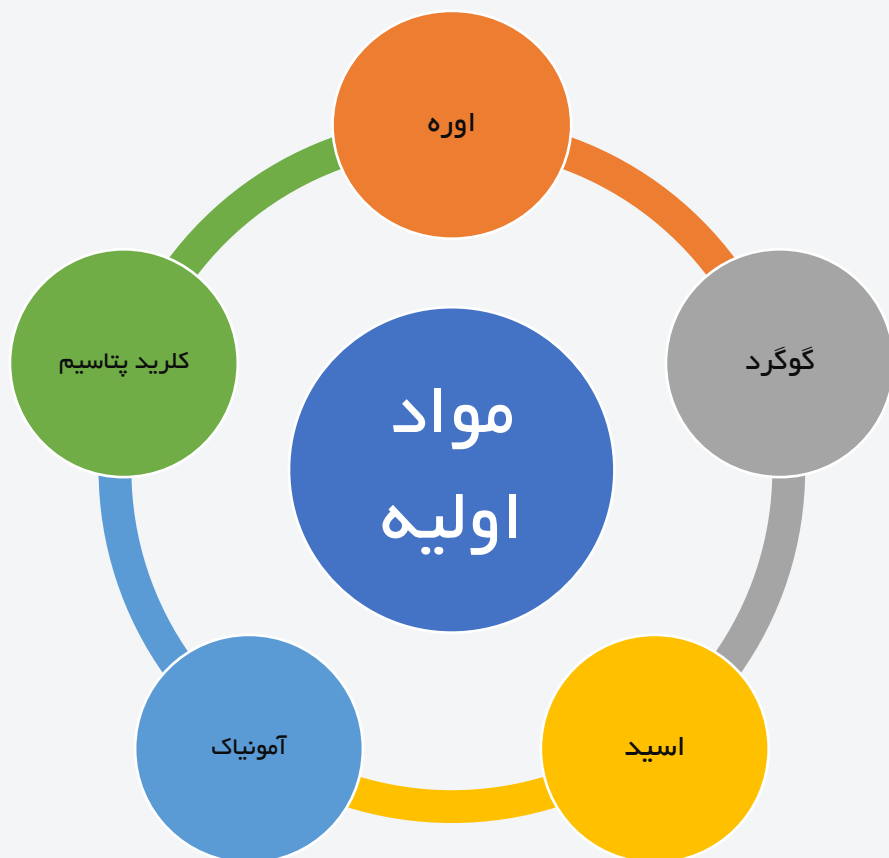 اوره
گوگرد
اسید
آمونیاک
کلرید پتاسیم
مواد
اولیه